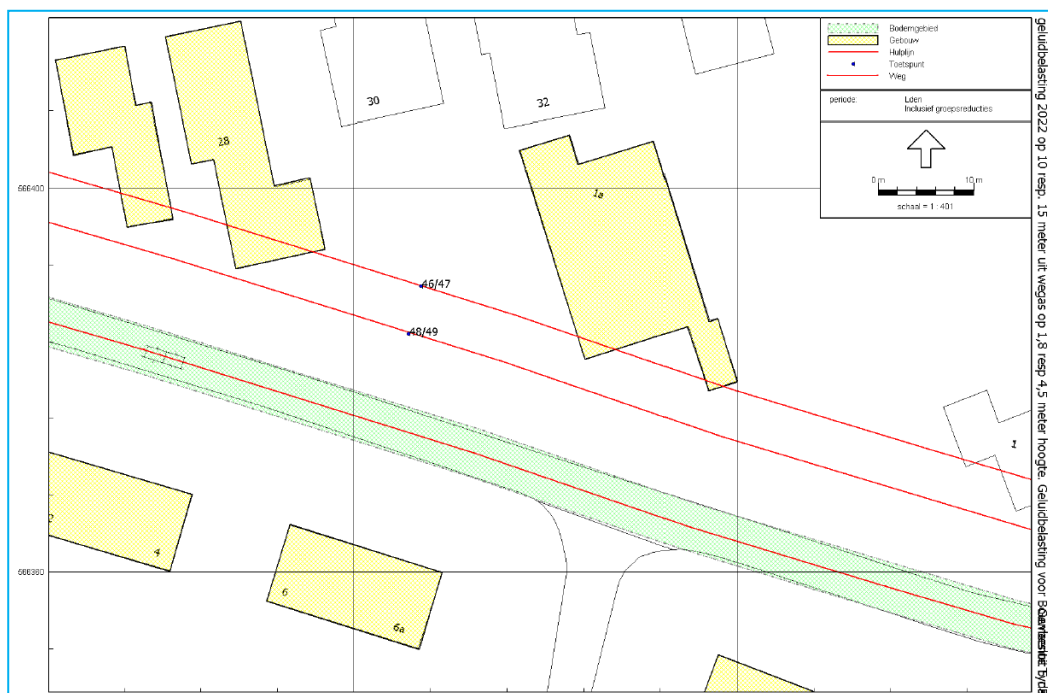 Bodemgebied
Gebouw
Hulplijn
Toetspunt
Weg
periode: Lden
Inclusief groepsreducties
0 m 10 m
schaal = 1 : 401
30
32
28
1a
46/47
48/49
1
2
4
6
6a
geluidbelasting 2022 op 10 resp. 15 meter uit wegas op 1,8 resp 4,5 meter hoogte. Geluidbelasting voor